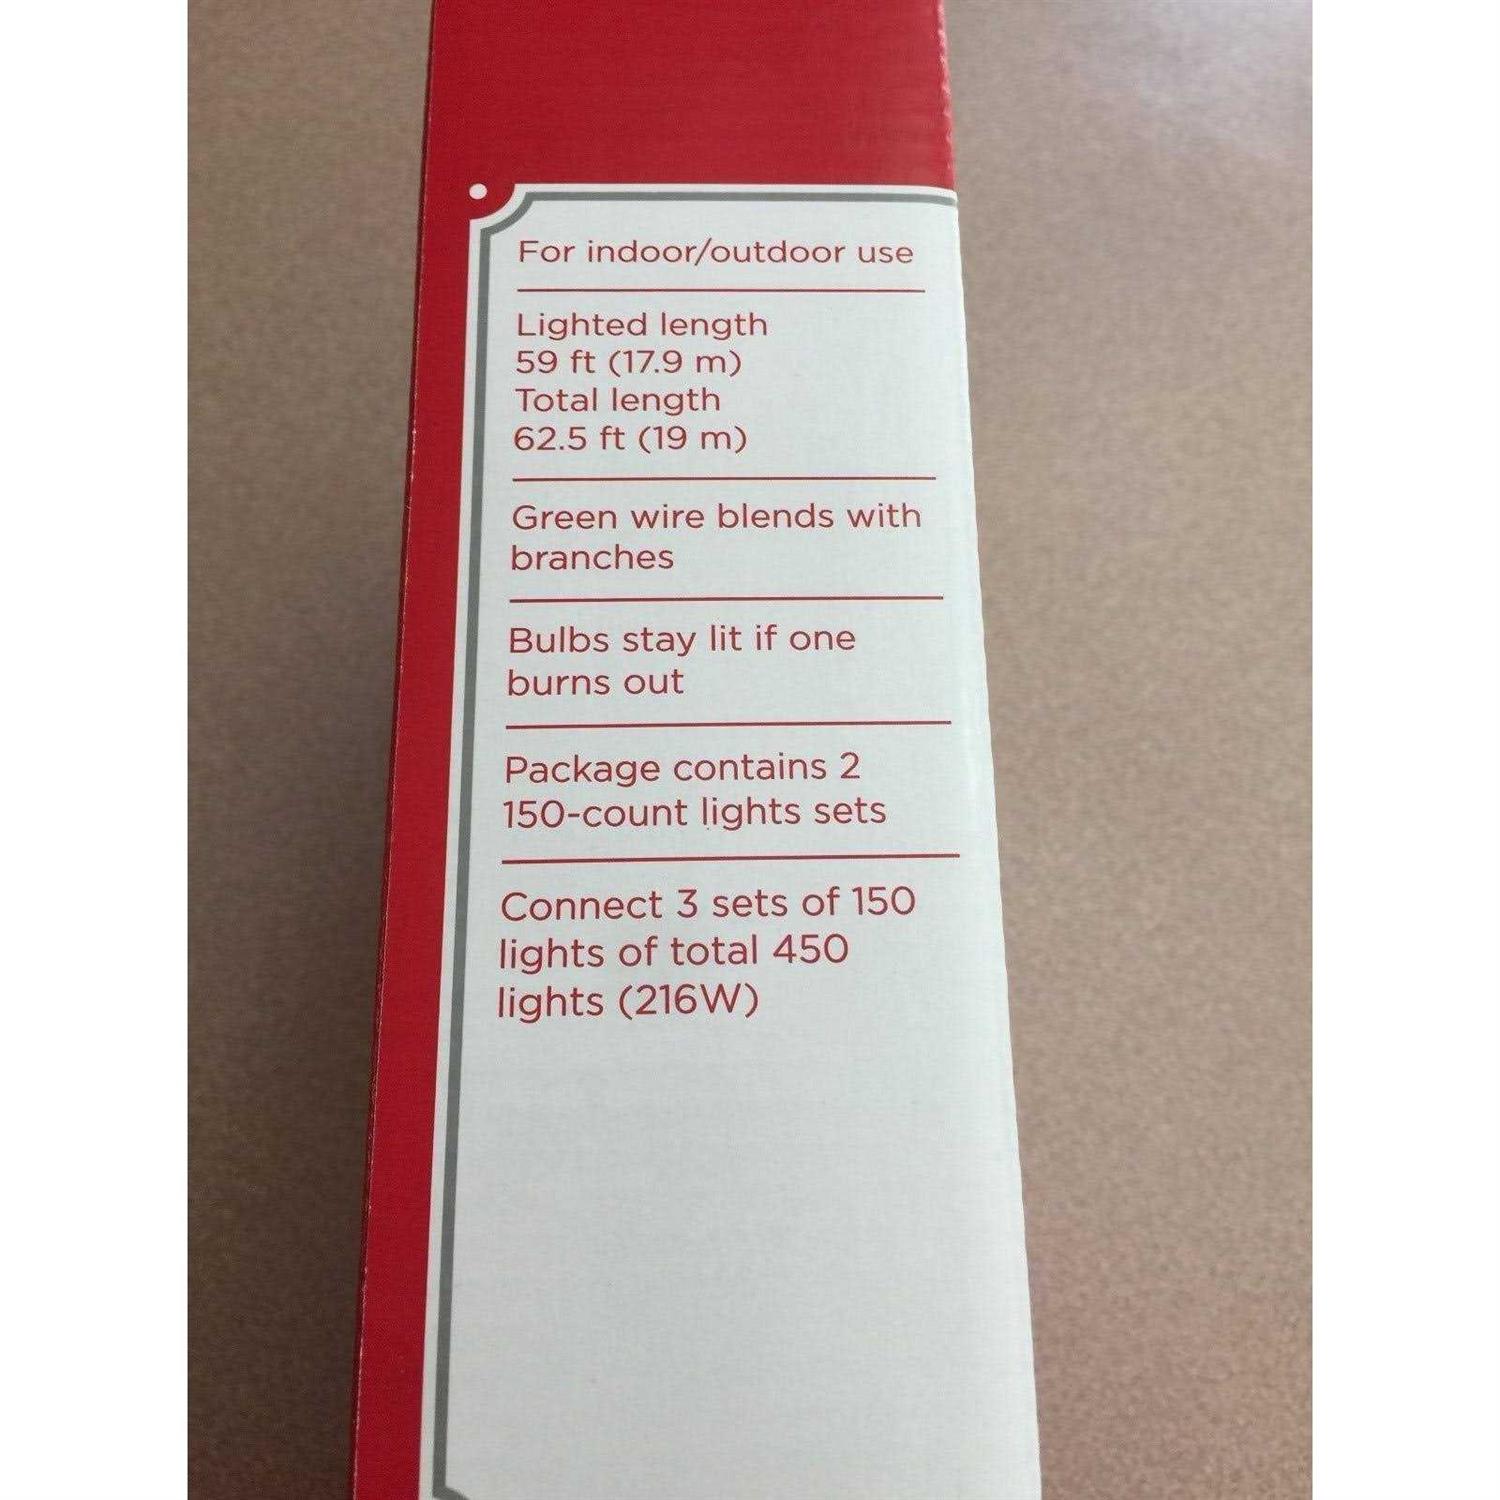 For indoor/outdoor use
Lighted length
59 ft (17.9 m)
Total length
62.5 ft (19 m)
Green wire blends with
branches
Bulbs stay lit if one
burns out
Package contains 2
150-count lights sets
Connect 3 sets of 150
lights of total 450
lights (216W)